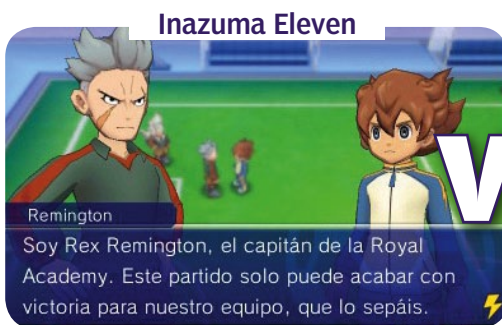 Inazuma Eleven
V
Remington
Soy Rex Remington, el capitán de la Royal
Academy. Este partido solo puede acabar con
victoria para nuestro equipo, que lo sepáis.